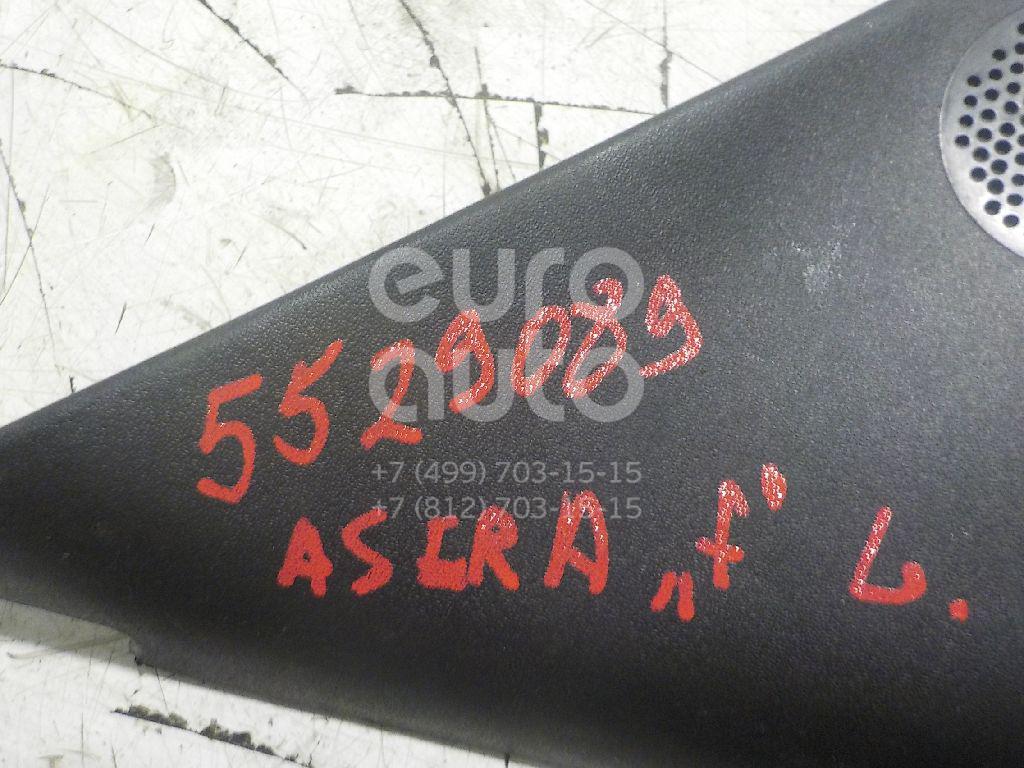 euro
auto
5529089
+7 (499) 703-15-15
+7 (812) 703-15-15
ASTRA „f" L.